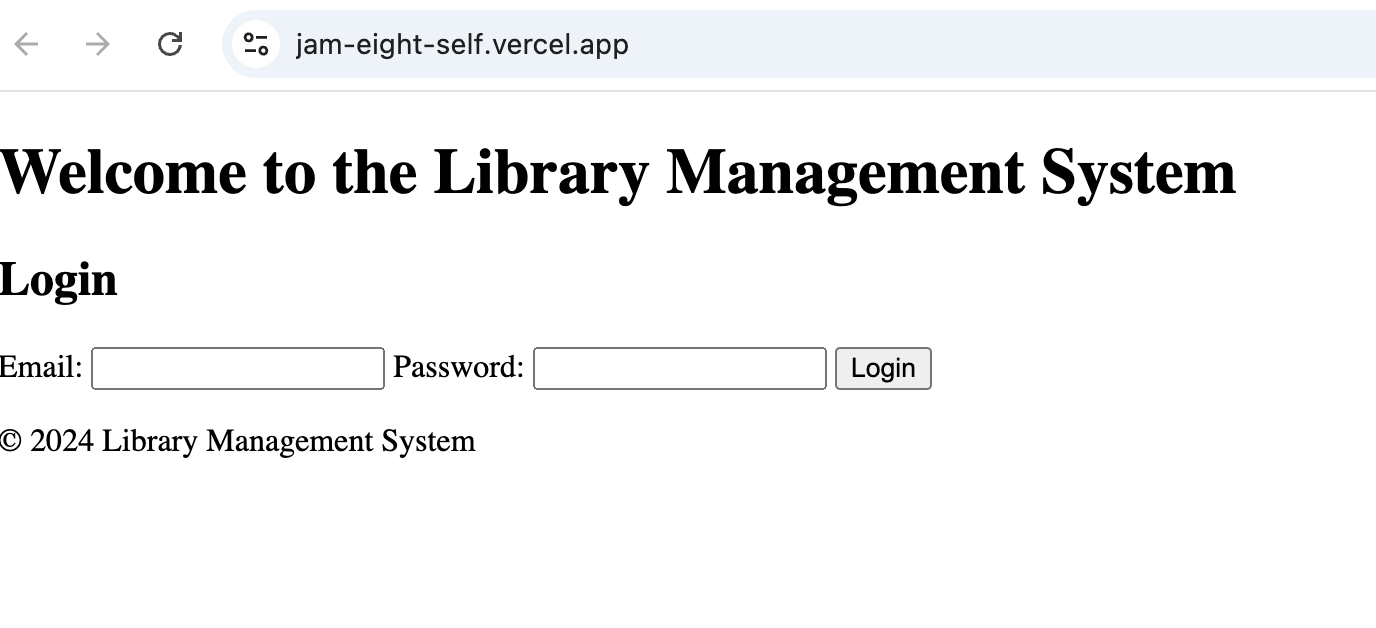 jam-eight-self.vercel.app
Welcome to the Library Management System
Login
Email: Password: Login
© 2024 Library Management System